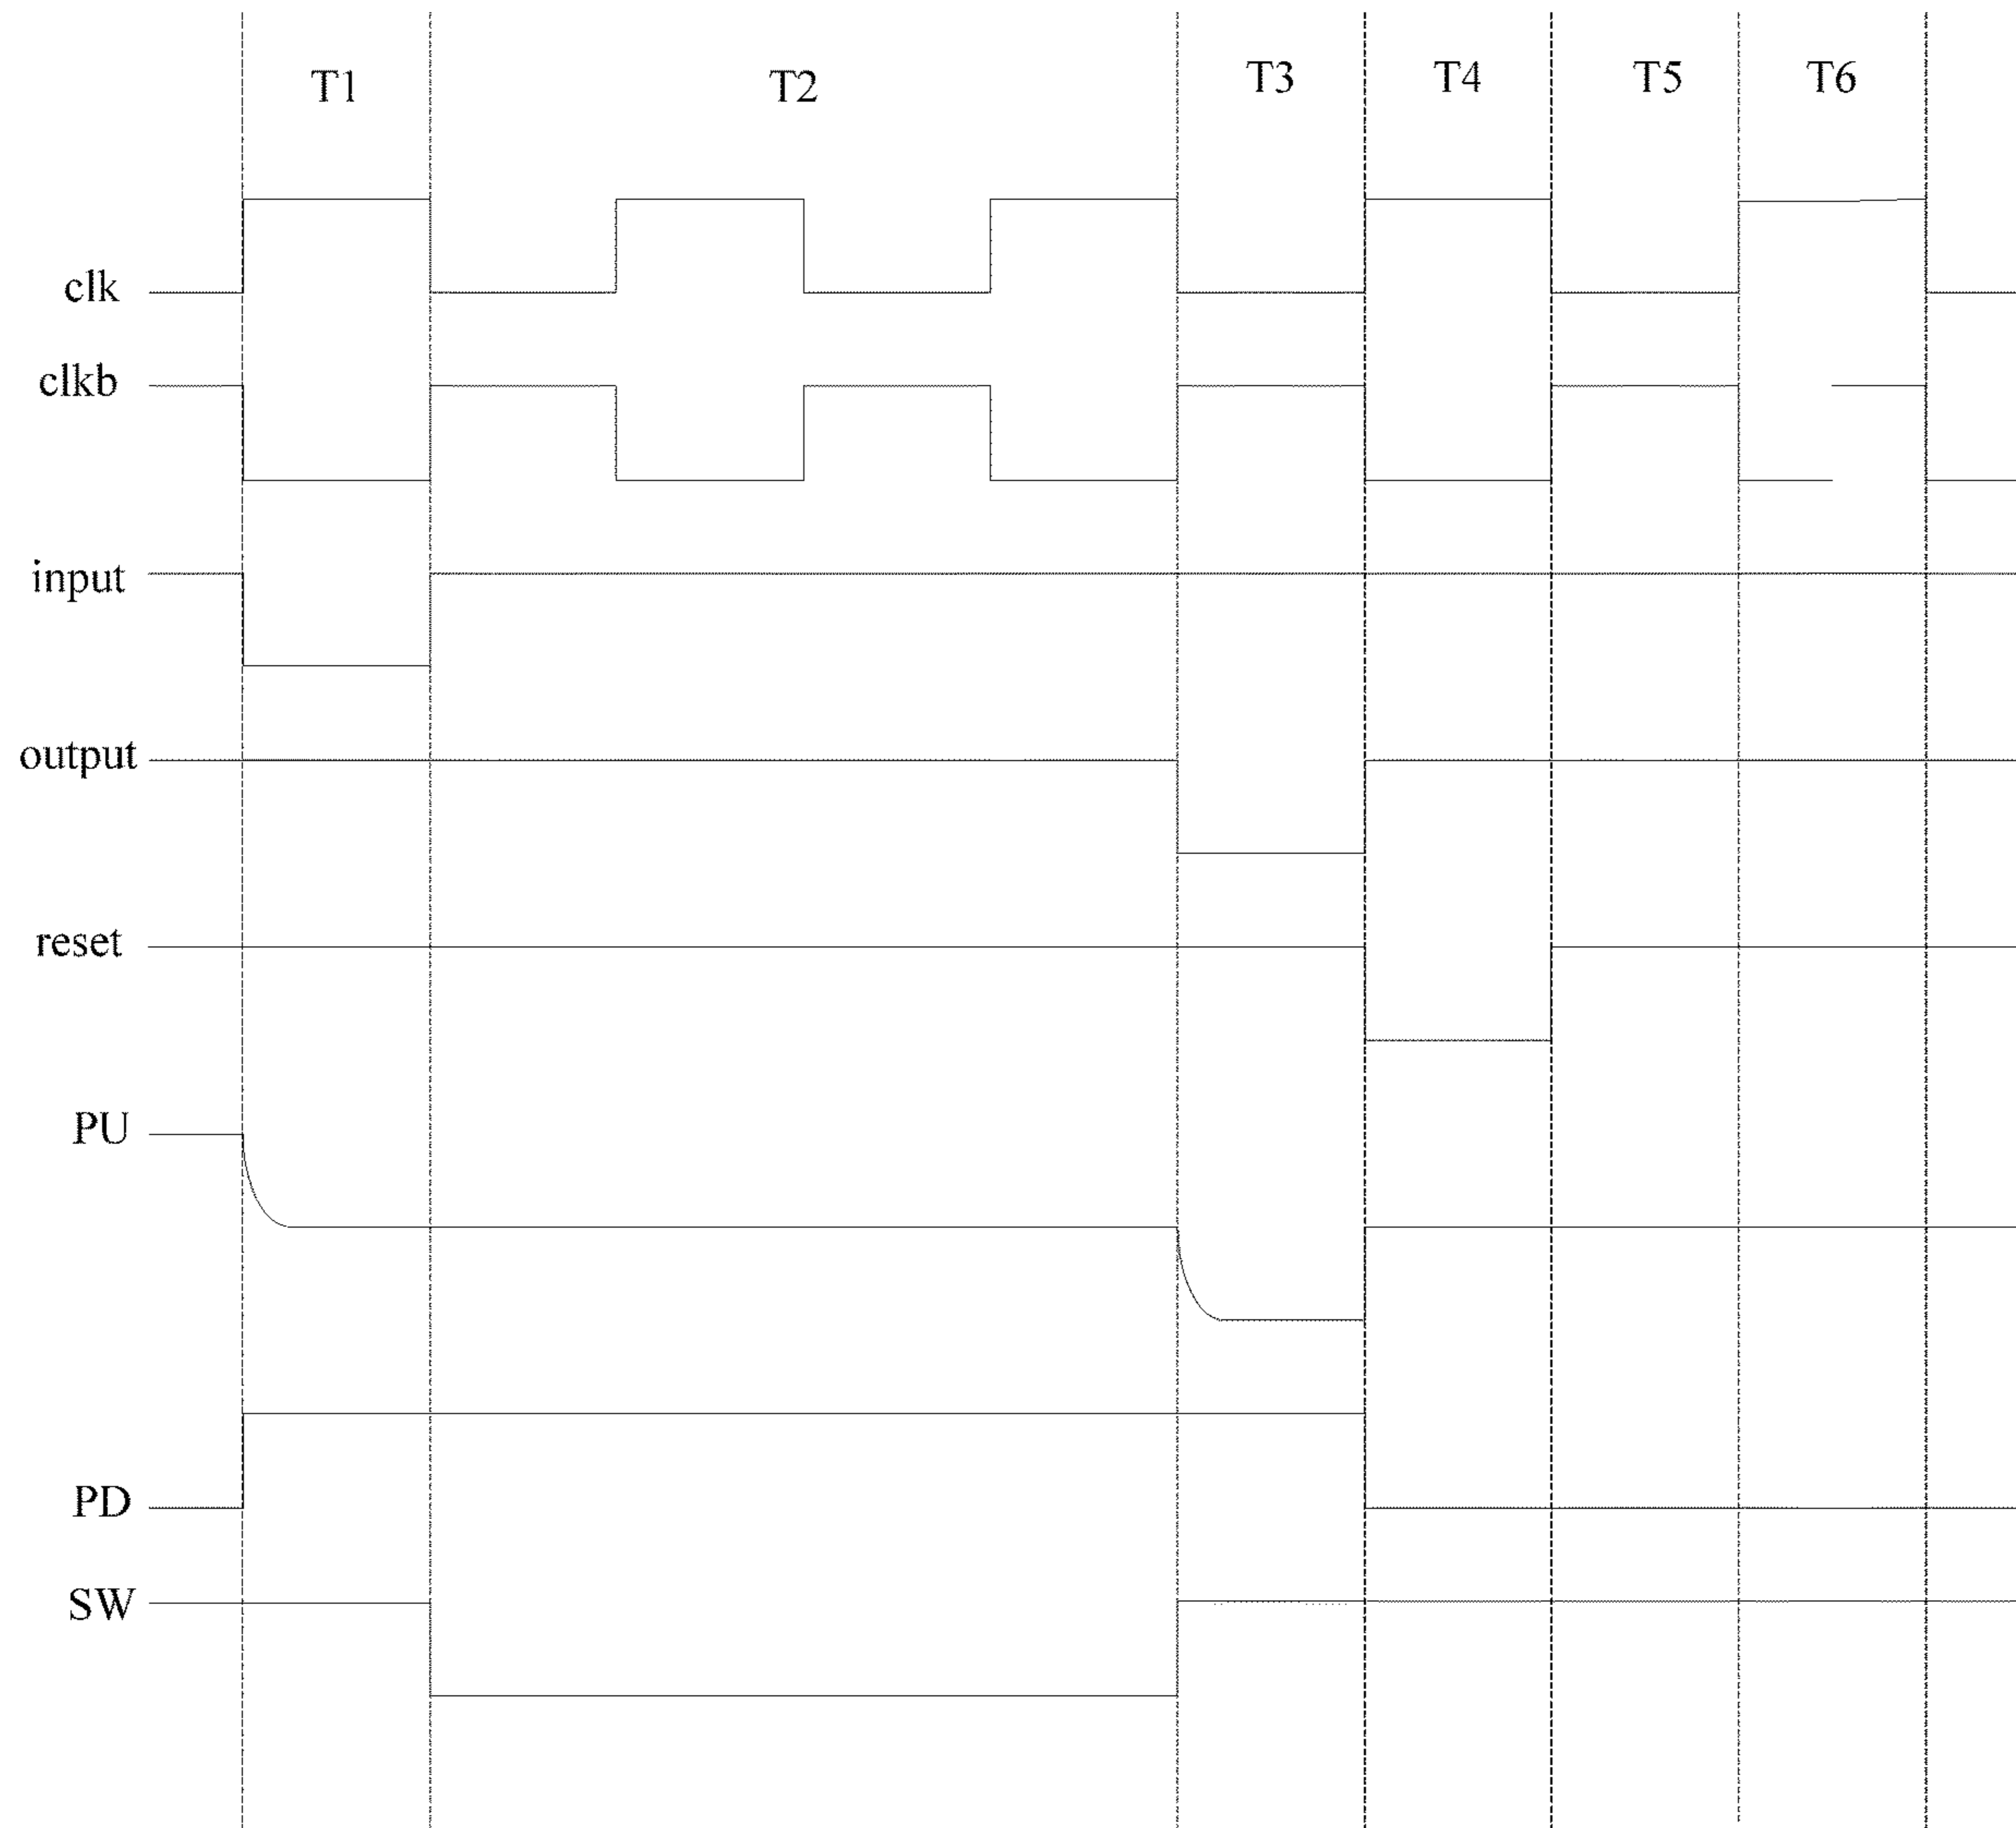 T1 T2 T3 T4 T5 T6
clk
clkb
input
output
reset
PU
PD
SW